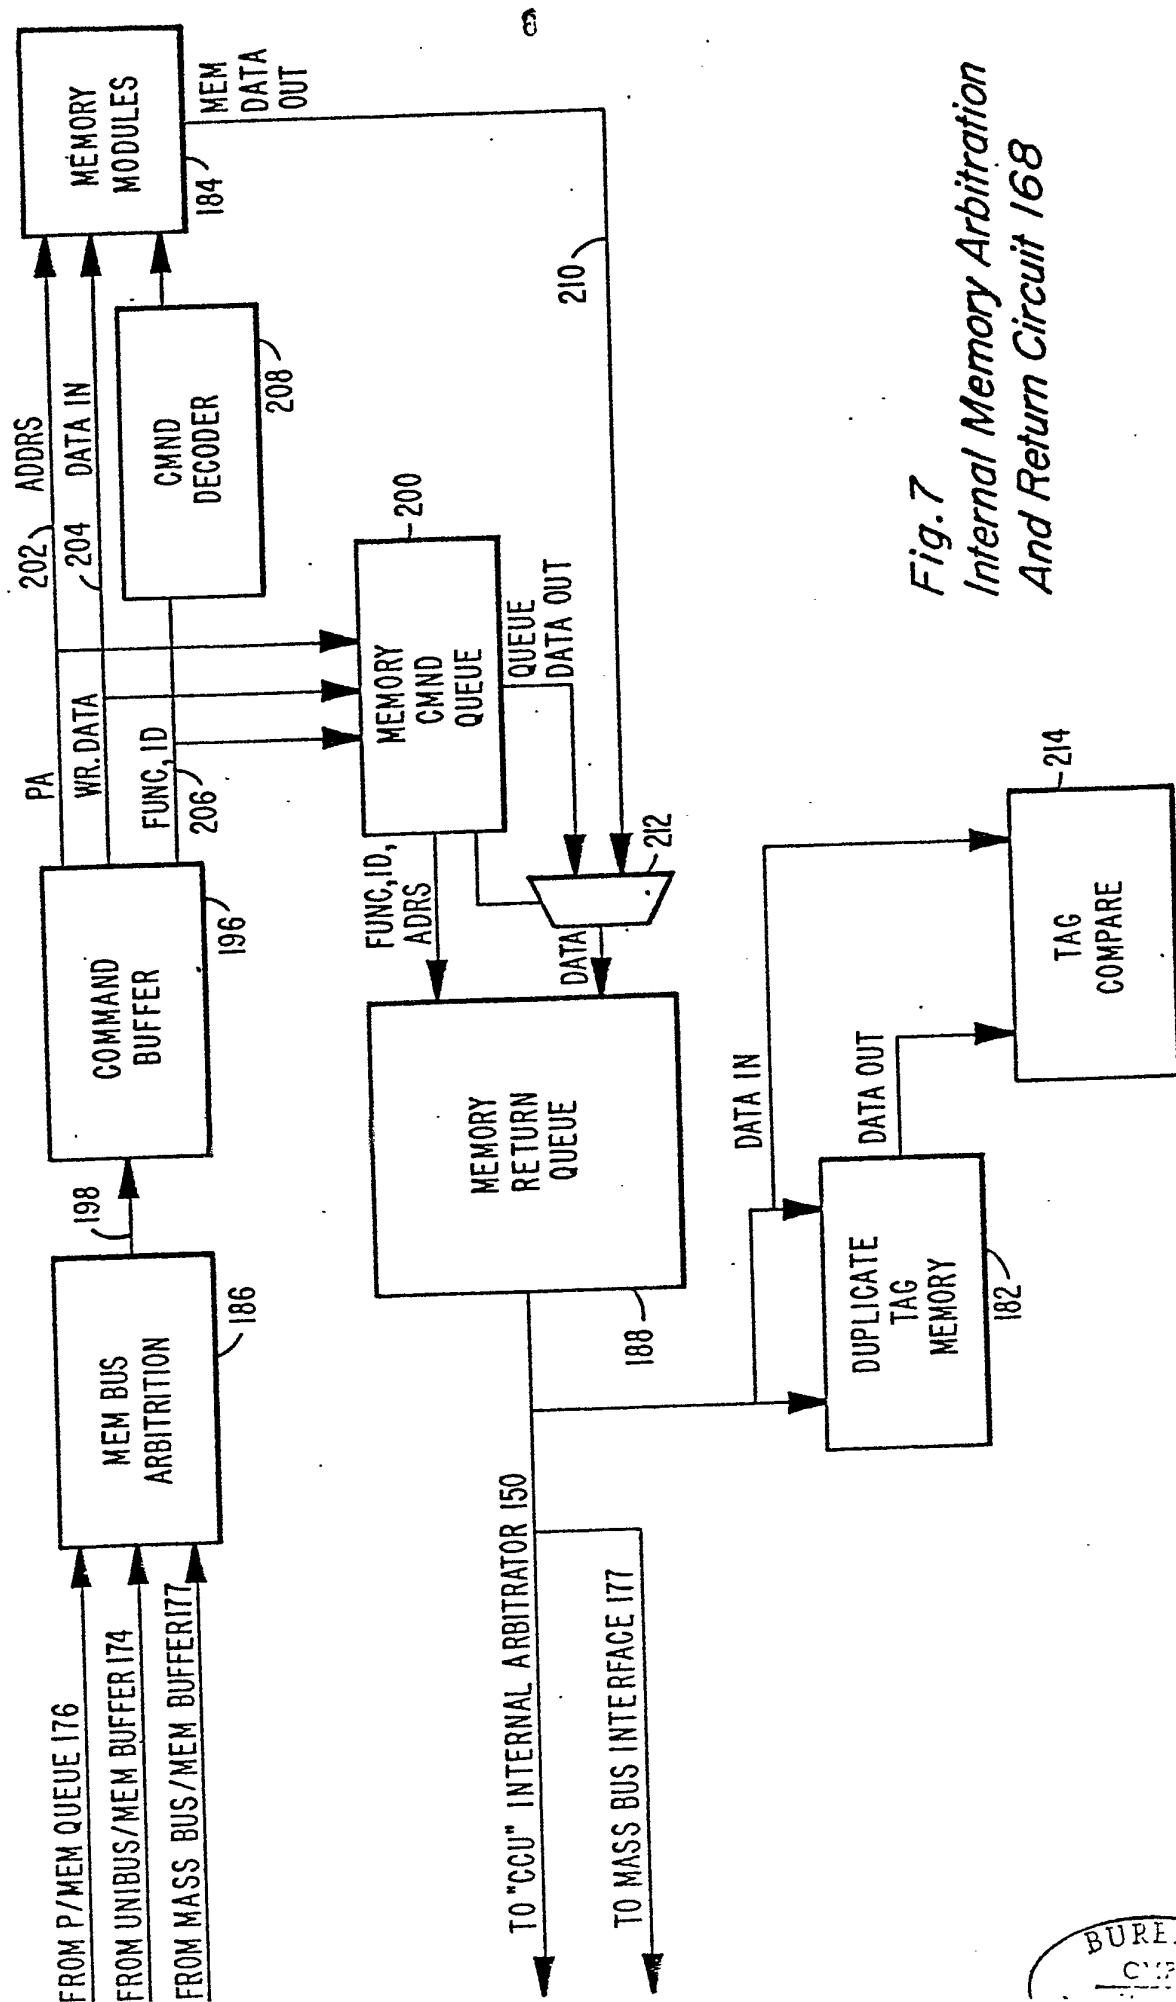 8
FROM P/MEM QUEUE 176
FROM UNIBUS/MEM BUFFER 174
FROM MASS BUS/MEM BUFFER 177
MEM BUS
ARBITRITION
186
198
COMMAND
BUFFER
196
PA
WR. DATA
FUNC, ID
206
202
ADDRS
204
DATA IN
CMND
DECODER
208
MEMORY
MODULES
184
MEM
DATA
OUT
210
MEMORY
CMND
QUEUE
200
QUEUE
DATA OUT
FUNC, ID,
ADRS
212
DATA
MEMORY
RETURN
QUEUE
188
TO "CCU" INTERNAL ARBITRATOR 150
TO MASS BUS INTERFACE 177
DATA IN
DUPLICATE
TAG
MEMORY
182
DATA OUT
TAG
COMPARE
214
Fig. 7
Internal Memory Arbitration
And Return Circuit 168